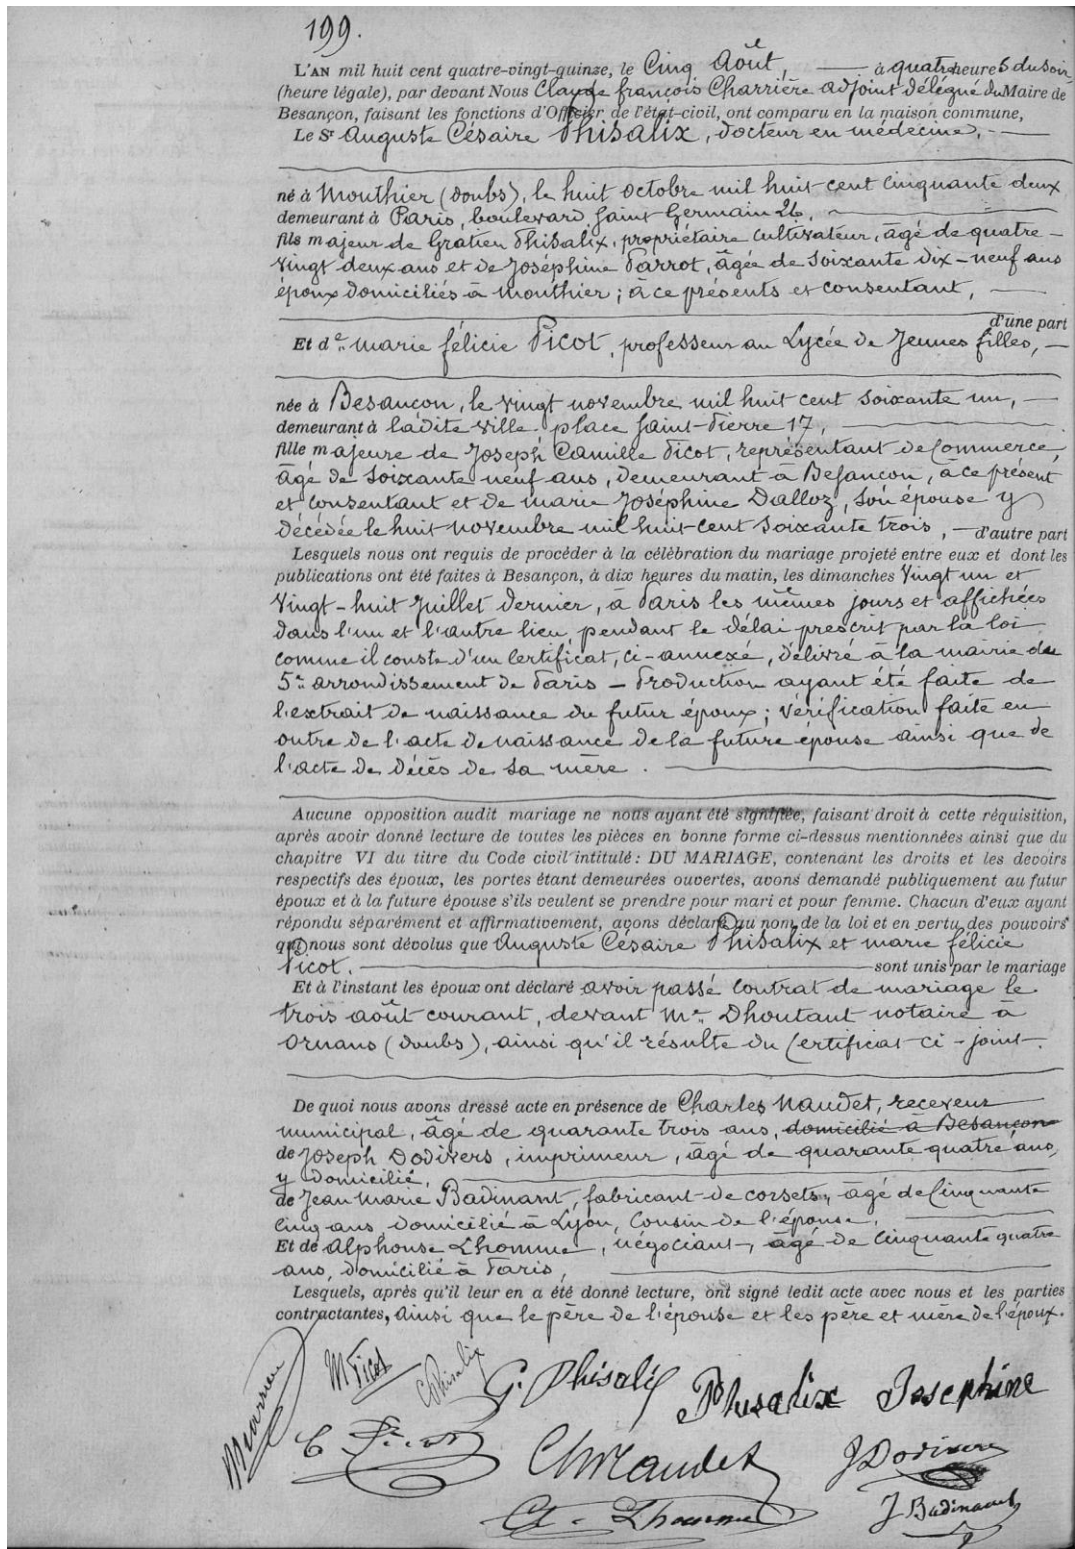 199.
L'AN mil huit cent quatre-vingt-quinze, le Cinq Août, à quatre heures du soir
(heure légale), par devant Nous Claude françois Charrière adjoint délégué du Maire de
Besançon, faisant les fonctions d'Officier de l'état-civil, ont comparu en la maison commune,
Le Sr Auguste Césaire Phisalix, docteur en médecine, -
né à Mouthier (doubs), le huit octobre mil huit cent cinquante deux
demeurant à Paris, boulevard Saint Germain 26,
fils majeur de Gratien Phisalix, propriétaire cultivateur, âgé de quatre-
vingt deux ans et de Joséphine Parrot, âgée de soixante dix-neuf ans
époux domiciliés à Mouthier ; à ce présents et consentant, —
d'une part
Et de Marie félicie Picot, professeur au Lycée de Jeunes filles, —
née à Besançon, le vingt novembre mil huit cent soixante un, —
demeurant à ladite ville place Saint-Pierre 17,
fille majeure de Joseph Camille Picot, représentant de Commerce,
âgé de soixante neuf ans, demeurant à Besançon, à ce présent
et consentant et de marie Joséphine Dalloz, son épouse y
décédée le huit novembre mil huit cent soixante trois, — d'autre part
Lesquels nous ont requis de procéder à la célébration du mariage projeté entre eux et dont les
publications ont été faites à Besançon, à dix heures du matin, les dimanches vingt un et
vingt-huit Juillet dernier, à Paris les mêmes jours et affichées
dans l'un et l'autre lieu, pendant le délai prescrit par la loi
comme il conste d'un certificat, ci-annexé, délivré à la mairie du
5e arrondissement de Paris — Production ayant été faite de
l'extrait de naissance du futur époux ; vérification faite en
outre de l'acte de naissance de la future épouse ainsi que de
l'acte de décès de sa mère.
Aucune opposition audit mariage ne nous ayant été signifiée, faisant droit à cette réquisition,
après avoir donné lecture de toutes les pièces en bonne forme ci-dessus mentionnées ainsi que du
chapitre VI du titre du Code civil intitulé : DU MARIAGE, contenant les droits et les devoirs
respectifs des époux, les portes étant demeurées ouvertes, avons demandé publiquement au futur
époux et à la future épouse s'ils veulent se prendre pour mari et pour femme. Chacun d'eux ayant
répondu séparément et affirmativement, avons déclaré au nom de la loi et en vertu des pouvoirs
qui nous sont dévolus que Auguste Césaire Phisalix et marie félicie
Picot. — sont unis par le mariage
Et à l'instant les époux ont déclaré avoir passé contrat de mariage le
trois août courant, devant Me Dhoutaut notaire à
Ornans (doubs), ainsi qu'il résulte du Certificat ci-joint.
De quoi nous avons dressé acte en présence de Charles Naudet, receveur
municipal, âgé de quarante trois ans, domicilié à Besançon
de Joseph Dodivers, imprimeur, âgé de quarante quatre ans,
y domicilié,
de Jean Marie Badinant, fabricant de corsets, âgé de Cinquante
Cinq ans domicilié à Lyon, Cousin de l'épouse,
Et de Alphonse Lhomme, négociant, âgé de cinquante quatre
ans, domicilié à Paris,
Lesquels, après qu'il leur en a été donné lecture, ont signé ledit acte avec nous et les parties
contractantes, ainsi que le père de l'épouse et les père et mère de l'époux.
M Picot CPhisalix G. Phisalix Phisalix Josephine
C Picot Ch Naudet J Dodivers
Lhomme J Badinant